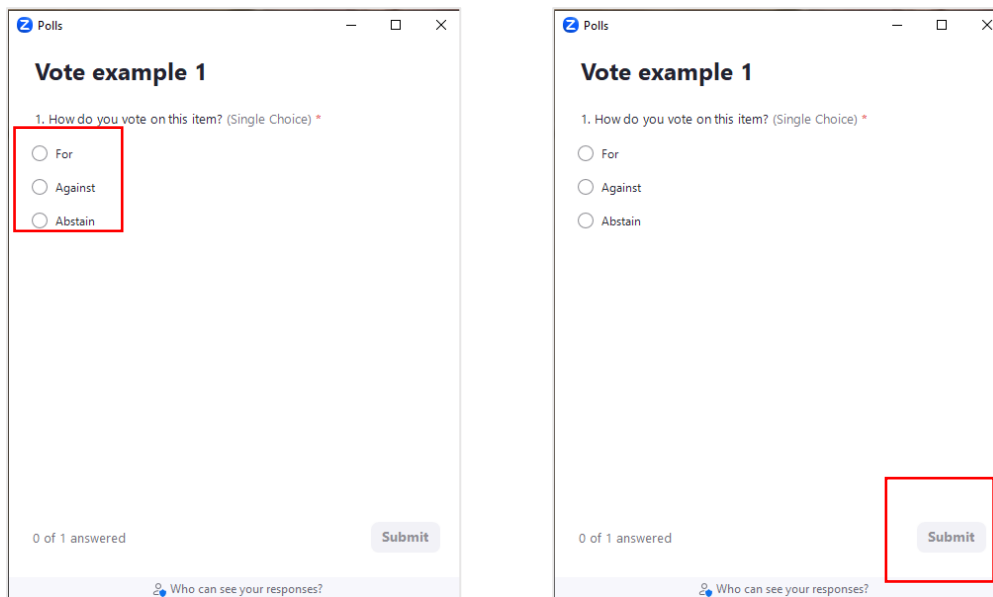 Polls
Vote example 1
1. How do you vote on this item? (Single Choice) *
For
Against
Abstain
0 of 1 answered
Submit
Who can see your responses?
Polls
Vote example 1
1. How do you vote on this item? (Single Choice) *
For
Against
Abstain
0 of 1 answered
Submit
Who can see your responses?